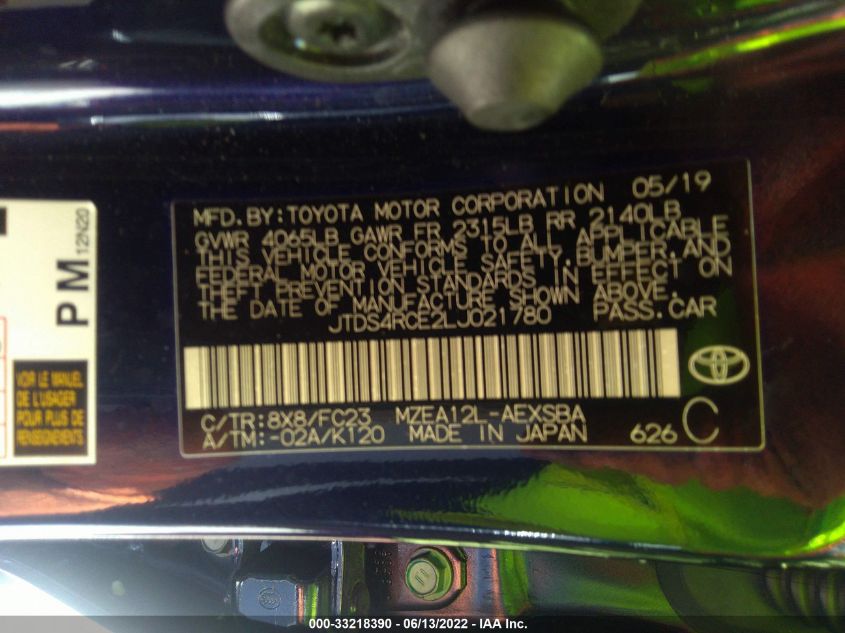 MFD. BY: TOYOTA MOTOR CORPORATION 05/19
GVWR 4065LB GAWR FR 2315LB RR 2140LB
THIS VEHICLE CONFORMS TO ALL APPLICABLE
FEDERAL MOTOR VEHICLE SAFETY, BUMPER, AND
THEFT PREVENTION STANDARDS IN EFFECT ON
THE DATE OF MANUFACTURE SHOWN ABOVE.
JTDS4RCE2LJ021780 PASS.CAR
C/TR: 8X8/FC23 MZEA12L-AEXSBA
A/TM: -02A/K120 MADE IN JAPAN 626 C
PM 12N20
VOIR LE MANUEL
DE L'USAGER
POUR PLUS DE
RENSEIGNEMENTS
000-33218390 - 06/13/2022 - IAA Inc.